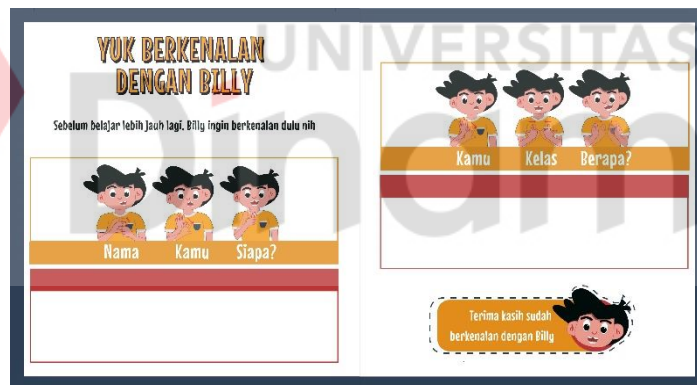 YUK BERKENALAN
DENGAN BILLY
Sebelum belajar lebih jauh lagi, Billy ingin berkenalan dulu nih
Nama Kamu Siapa?
UNIVERSITAS
Kamu Kelas Berapa?
Terima kasih sudah
berkenalan dengan Billy